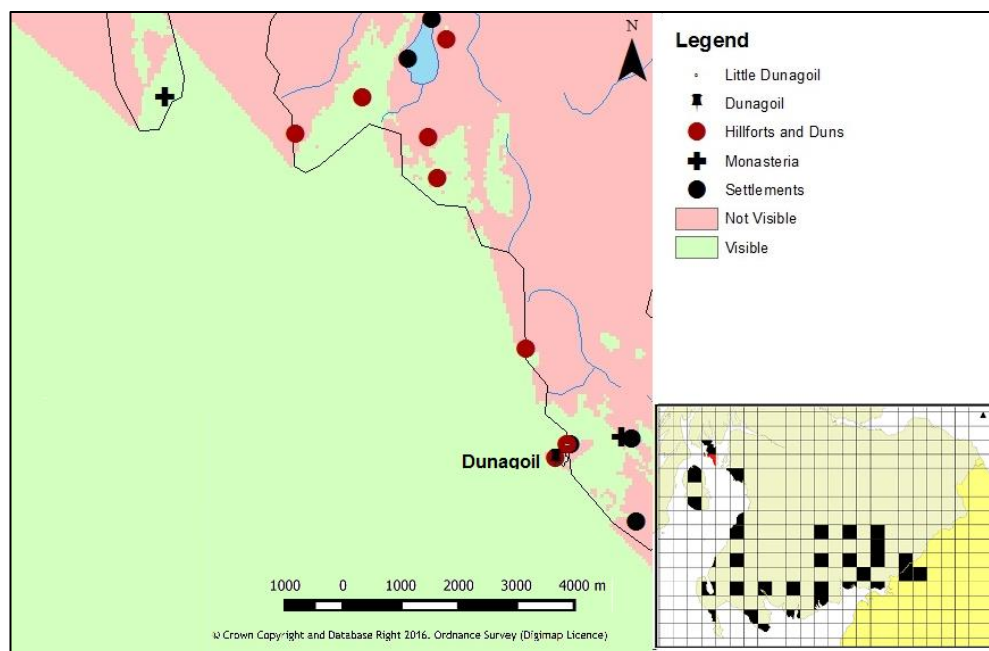 N
Legend
Little Dunagoil
Dunagoil
Hillforts and Duns
Monasteria
Settlements
Not Visible
Visible
Dunagoil
1000 0 1000 2000 3000 4000 m
© Crown Copyright and Database Right 2016. Ordnance Survey (Digimap Licence)